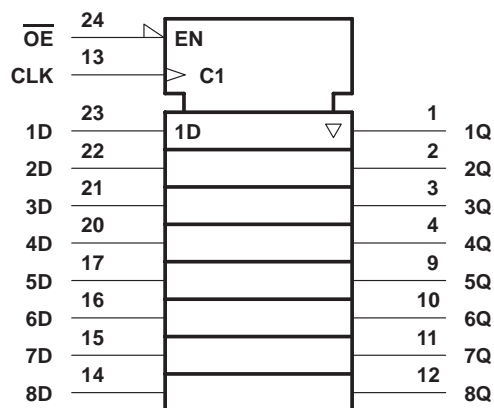 24
O̅E̅ EN
13
CLK C1
23 1
1D 1D 1Q
22 2
2D 2Q
21 3
3D 3Q
20 4
4D 4Q
17 9
5D 5Q
16 10
6D 6Q
15 11
7D 7Q
14 12
8D 8Q